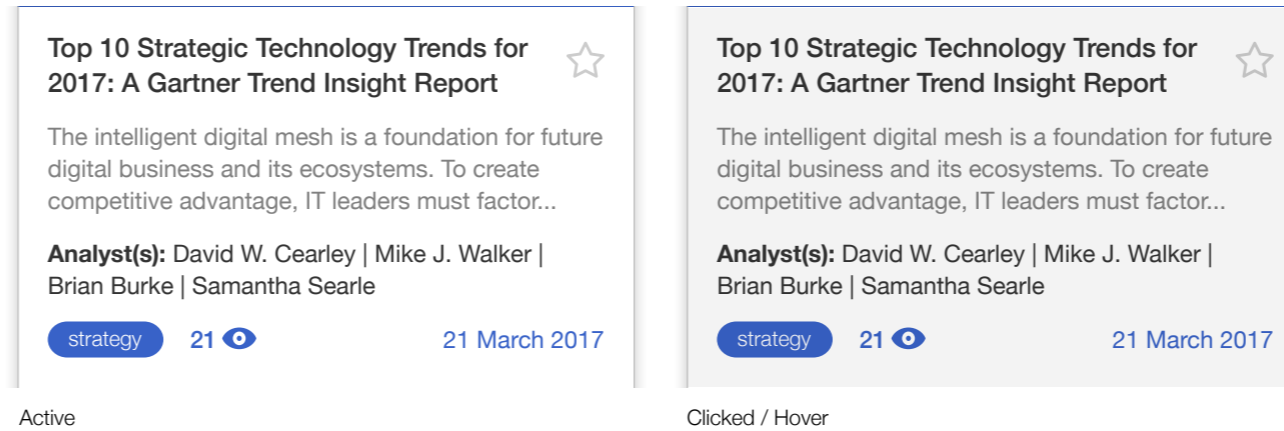 Top 10 Strategic Technology Trends for
2017: A Gartner Trend Insight Report
The intelligent digital mesh is a foundation for future
digital business and its ecosystems. To create
competitive advantage, IT leaders must factor...
Analyst(s): David W. Cearley | Mike J. Walker |
Brian Burke | Samantha Searle
strategy 21 21 March 2017
Active
Top 10 Strategic Technology Trends for
2017: A Gartner Trend Insight Report
The intelligent digital mesh is a foundation for future
digital business and its ecosystems. To create
competitive advantage, IT leaders must factor...
Analyst(s): David W. Cearley | Mike J. Walker |
Brian Burke | Samantha Searle
strategy 21 21 March 2017
Clicked / Hover